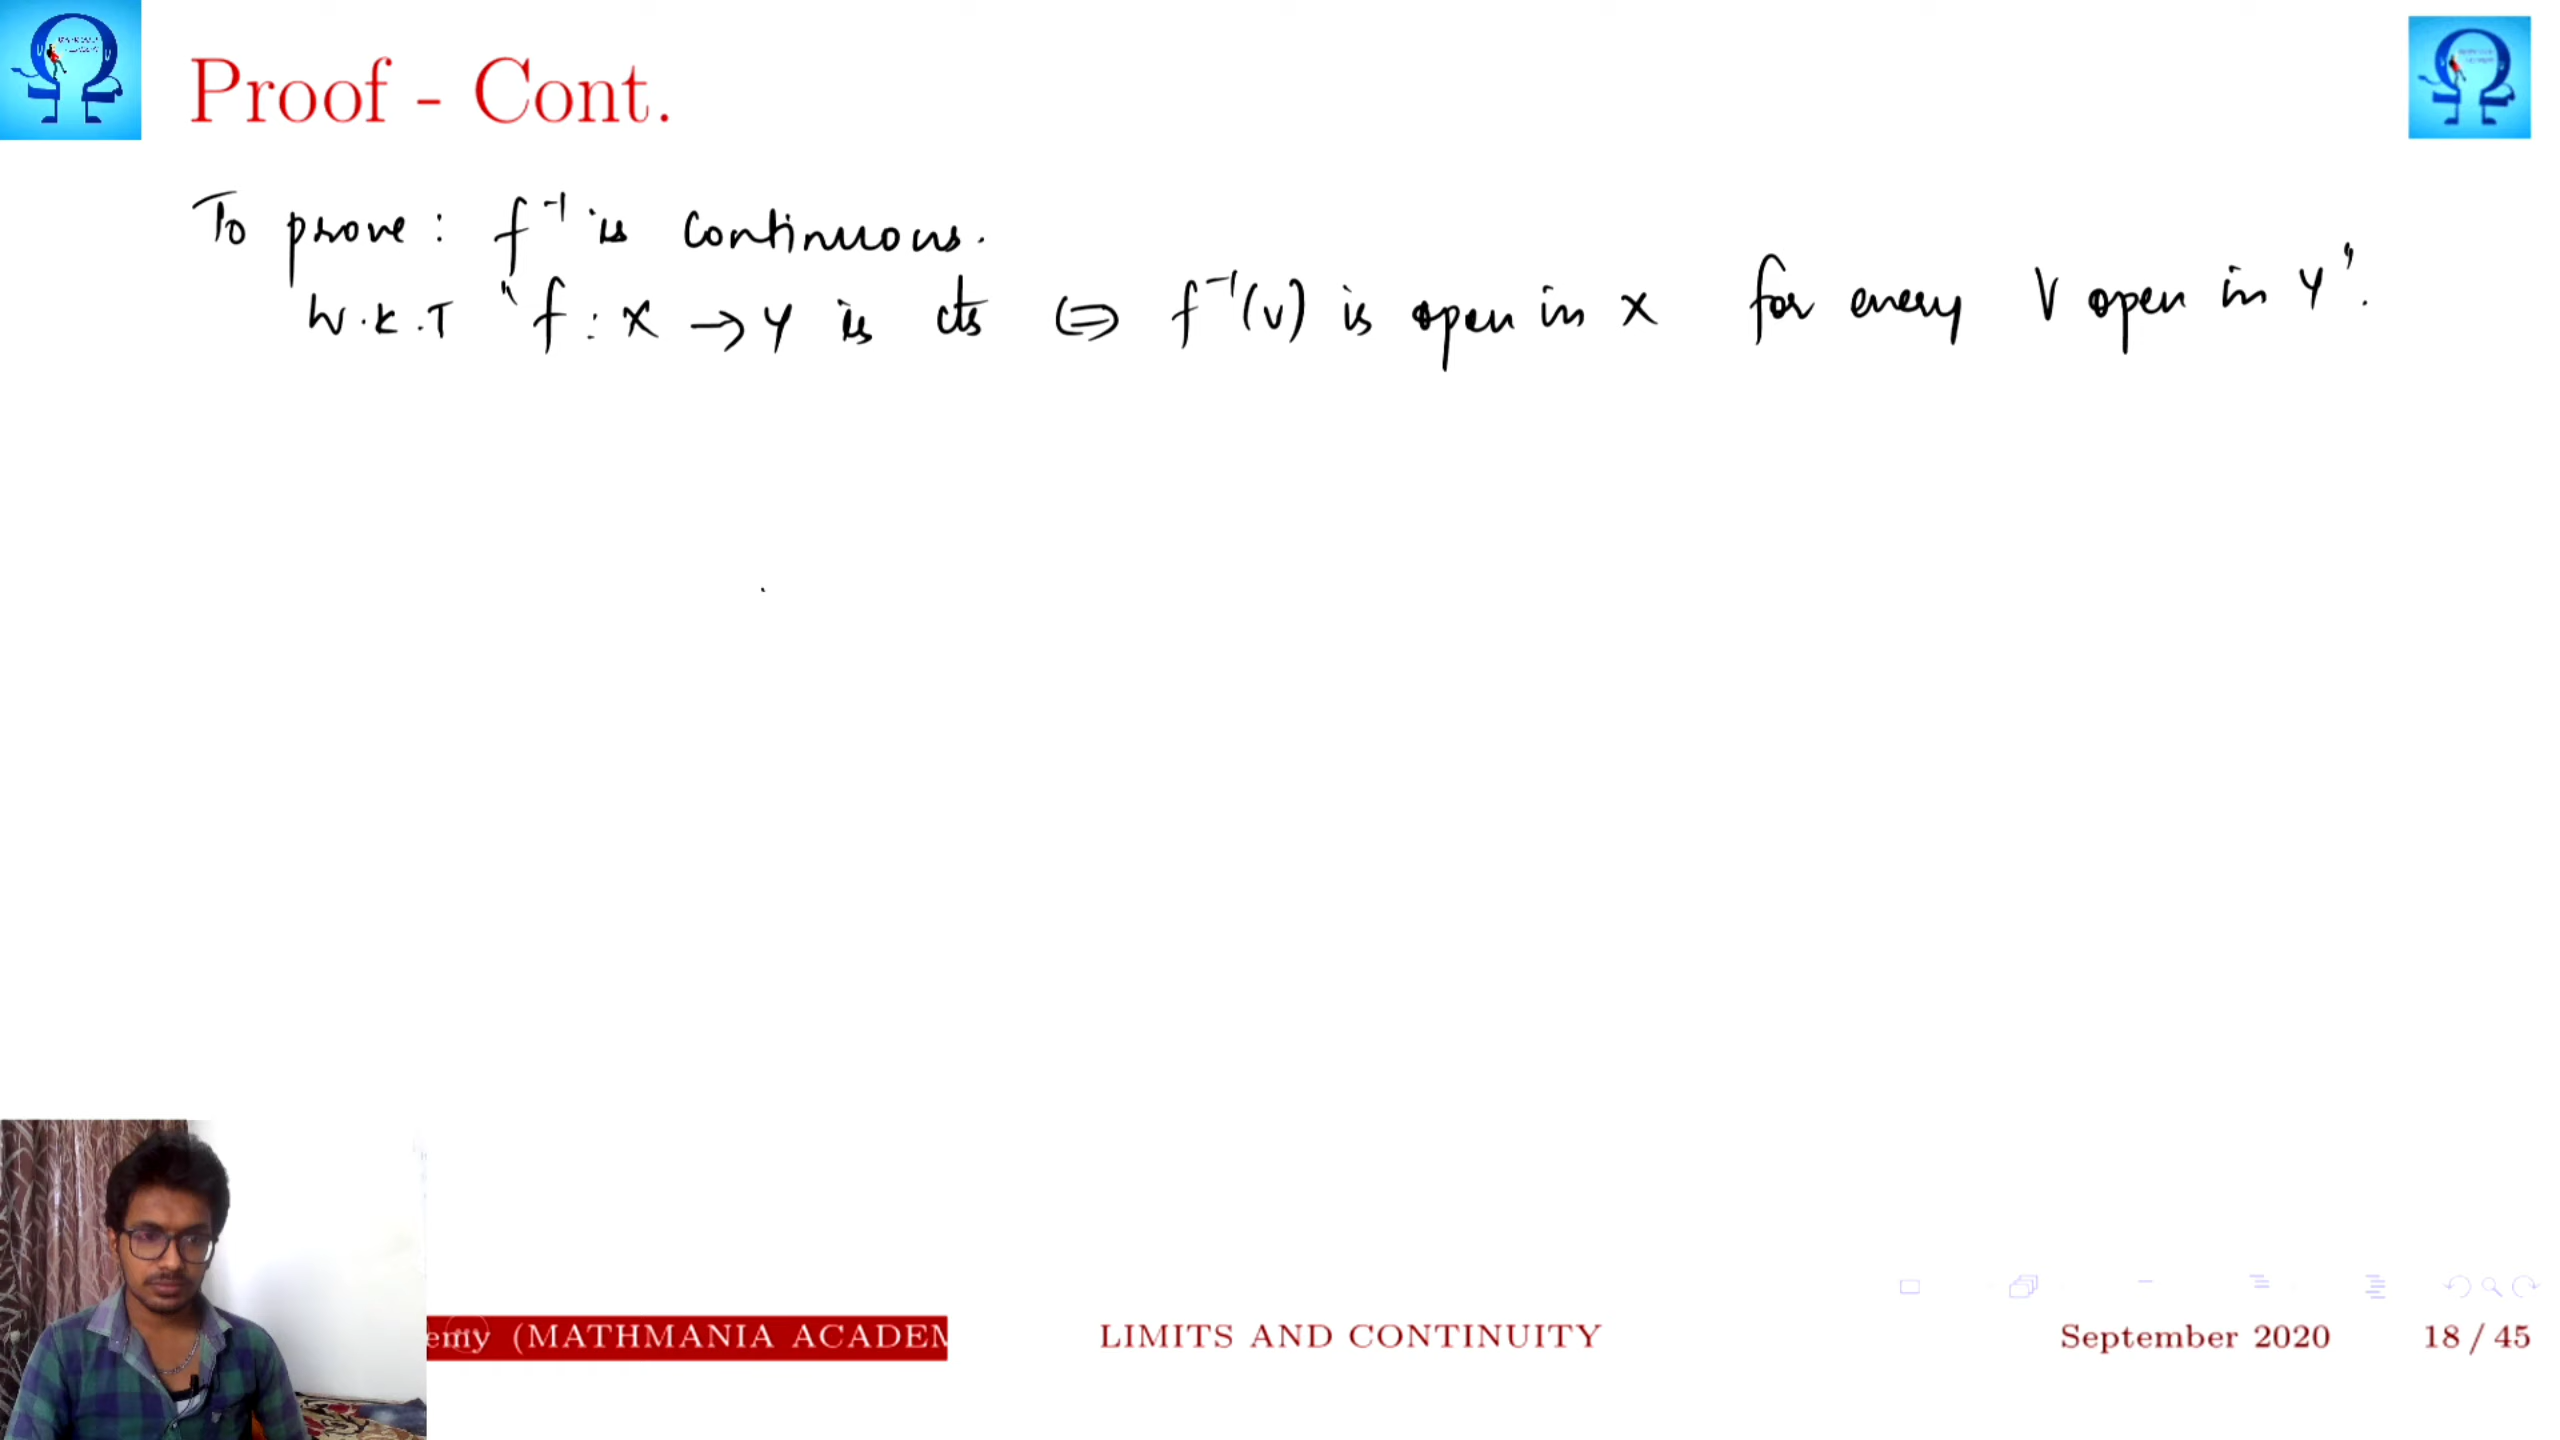 Proof - Cont.
To prove : f⁻¹ is continuous.
W.K.T "f : X → Y is cts ⇔ f⁻¹(V) is open in X for every V open in Y".
emy (MATHMANIA ACADEM
LIMITS AND CONTINUITY
September 2020
18 / 45